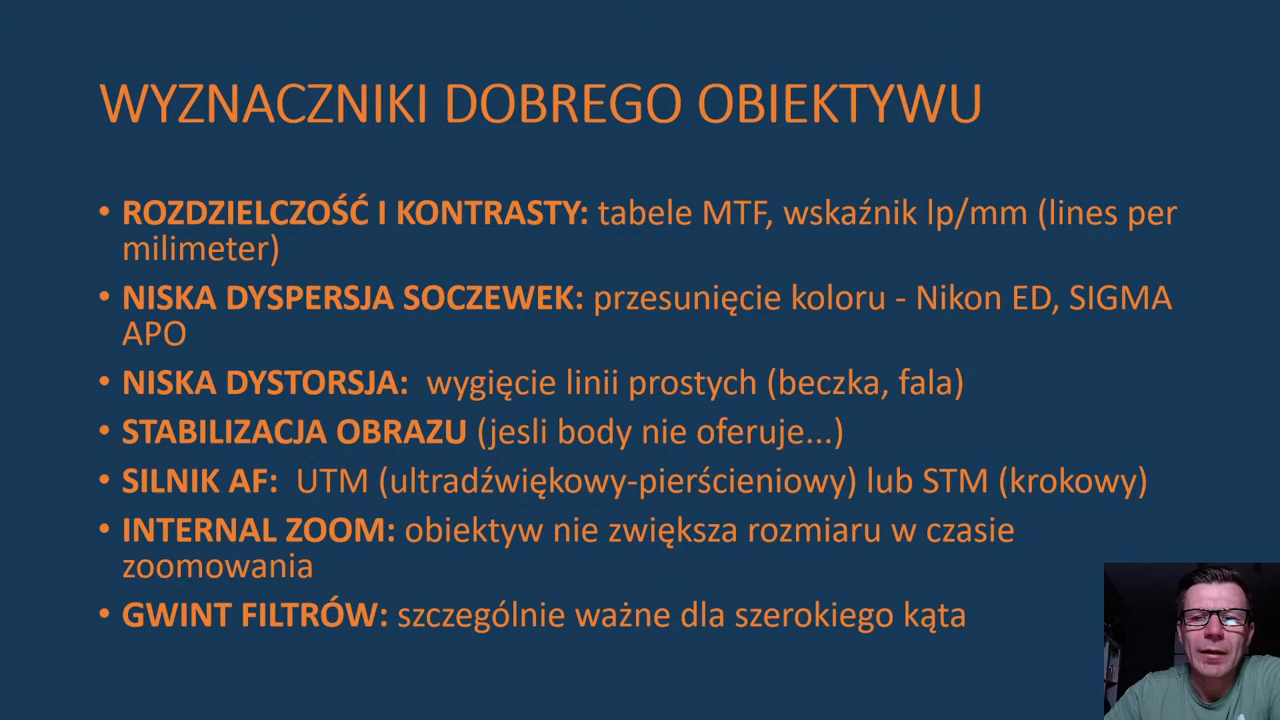 WYZNACZNIKI DOBREGO OBIEKTYWU
• ROZDZIELCZOŚĆ I KONTRASTY: tabele MTF, wskaźnik lp/mm (lines per
milimeter)
• NISKA DYSPERSJA SOCZEWEK: przesunięcie koloru - Nikon ED, SIGMA
APO
• NISKA DYSTORSJA: wygięcie linii prostych (beczka, fala)
• STABILIZACJA OBRAZU (jesli body nie oferuje...)
• SILNIK AF: UTM (ultradźwiękowy-pierścieniowy) lub STM (krokowy)
• INTERNAL ZOOM: obiektyw nie zwiększa rozmiaru w czasie
zoomowania
• GWINT FILTRÓW: szczególnie ważne dla szerokiego kąta